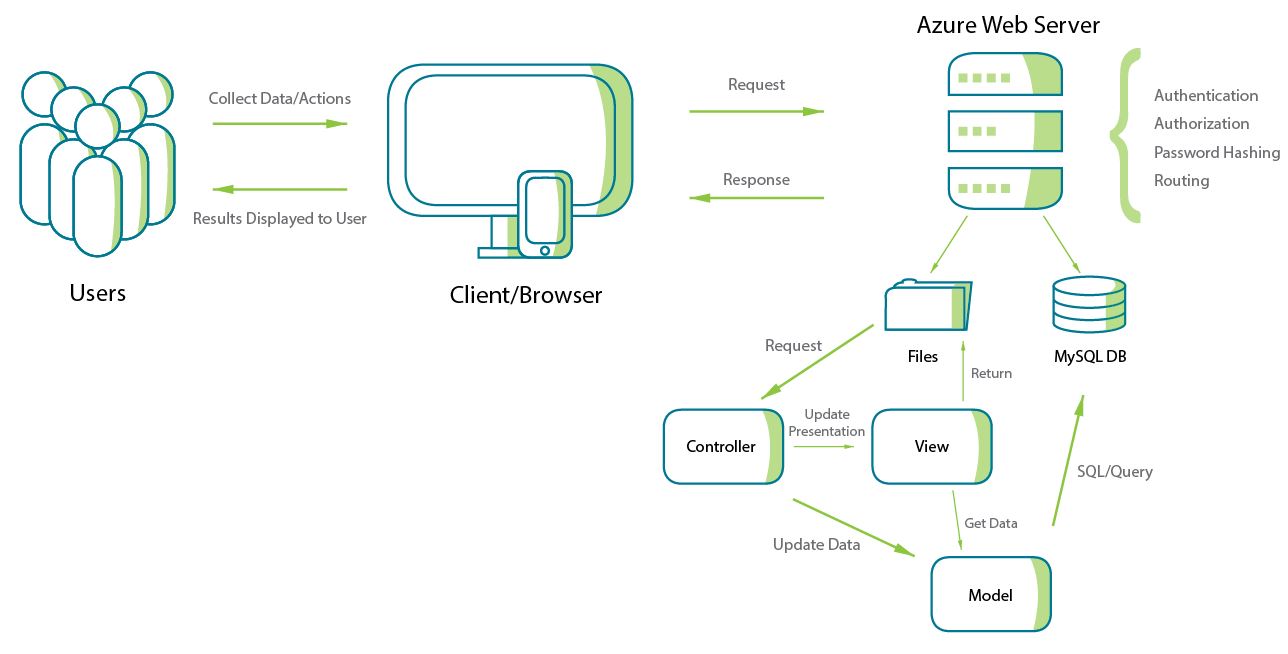 Azure Web Server
Collect Data/Actions
Request
Authentication
Authorization
Password Hashing
Routing
Response
Results Displayed to User
Users
Client/Browser
Files
MySQL DB
Request
Return
Update
Presentation
Controller
View
SQL/Query
Get Data
Update Data
Model